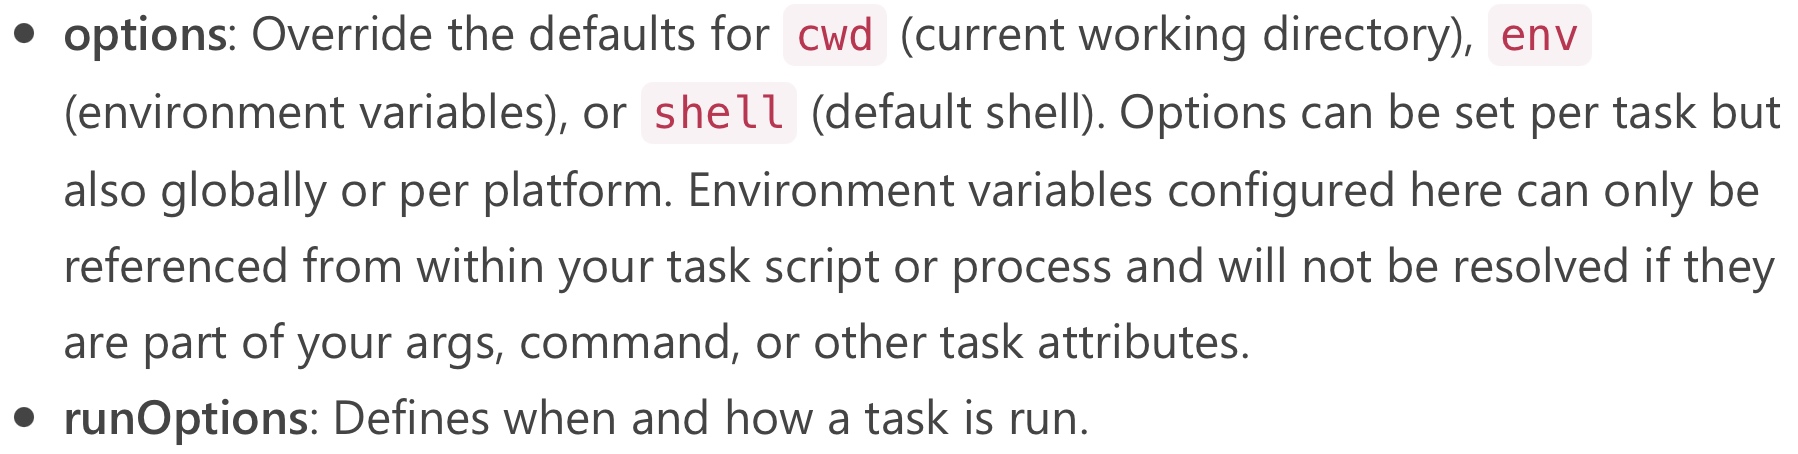 • options: Override the defaults for cwd (current working directory), env
(environment variables), or shell (default shell). Options can be set per task but
also globally or per platform. Environment variables configured here can only be
referenced from within your task script or process and will not be resolved if they
are part of your args, command, or other task attributes.
• runOptions: Defines when and how a task is run.